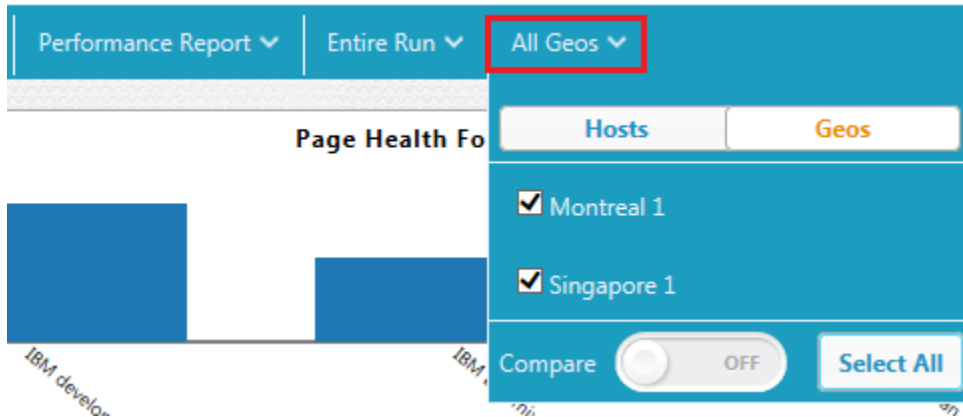 Performance Report
Entire Run
All Geos
Page Health Fo
Hosts
Geos
Montreal 1
Singapore 1
Compare
OFF
Select All
IBM develo
IBM